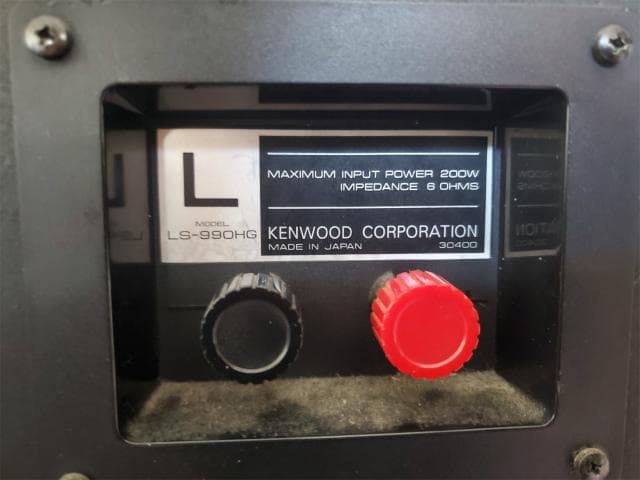 L
MODEL
LS-990HG
MAXIMUM INPUT POWER 200W
IMPEDANCE 6 OHMS
KENWOOD CORPORATION
MADE IN JAPAN 30400